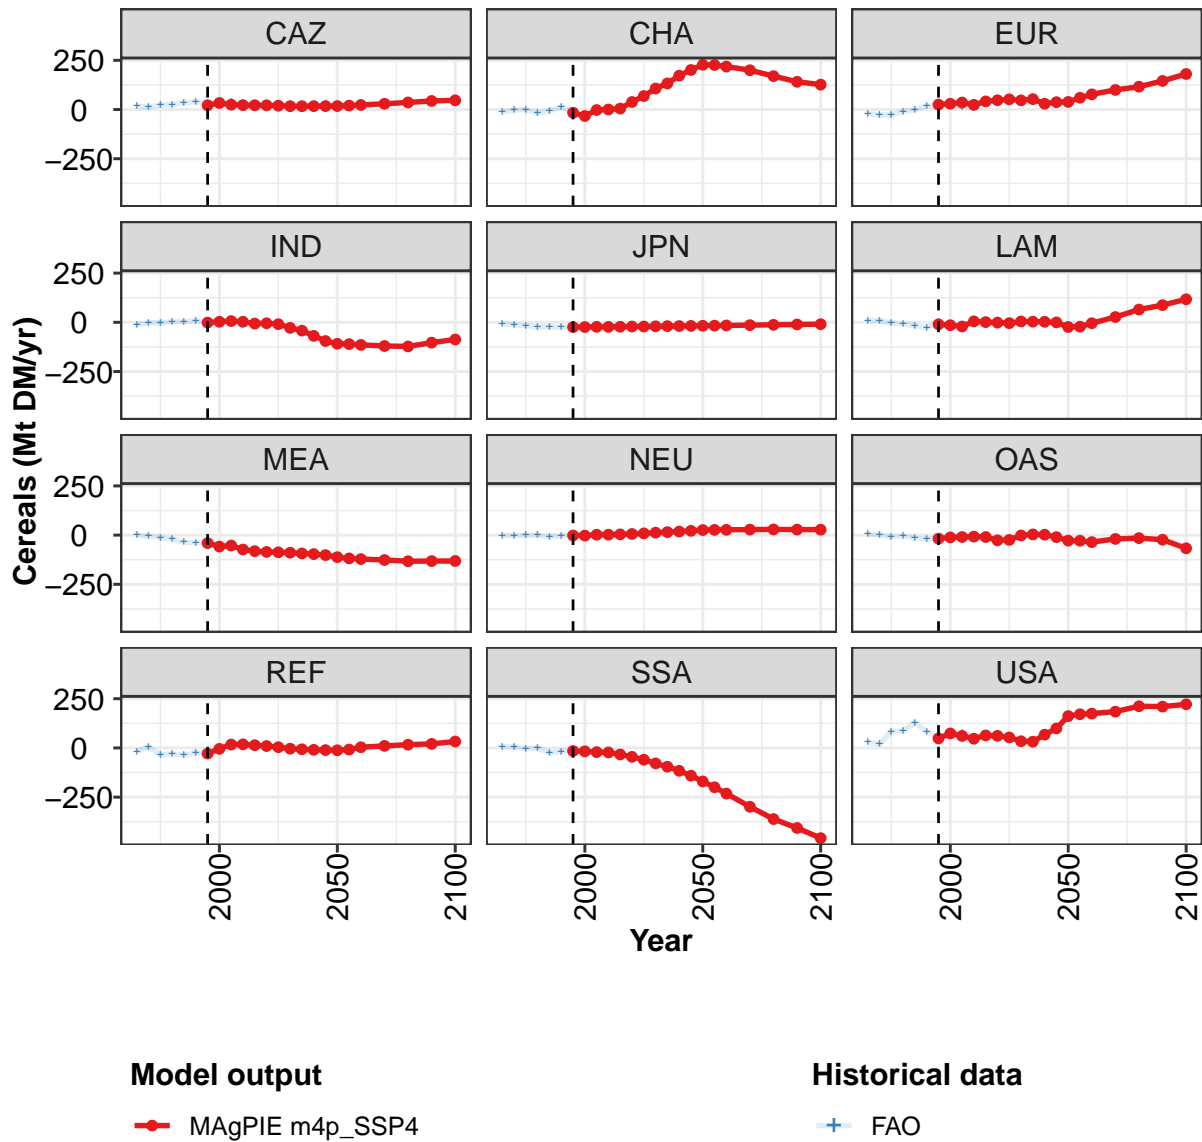 CAZ CHA EUR
250
0
−250
IND JPN LAM
250
0
−250
MEA NEU OAS
250
0
−250
REF SSA USA
250
0
−250
Cereals (Mt DM/yr)
2000 2050 2100 2000 2050 2100 2000 2050 2100
Year
Model output Historical data
MAgPIE m4p_SSP4 FAO